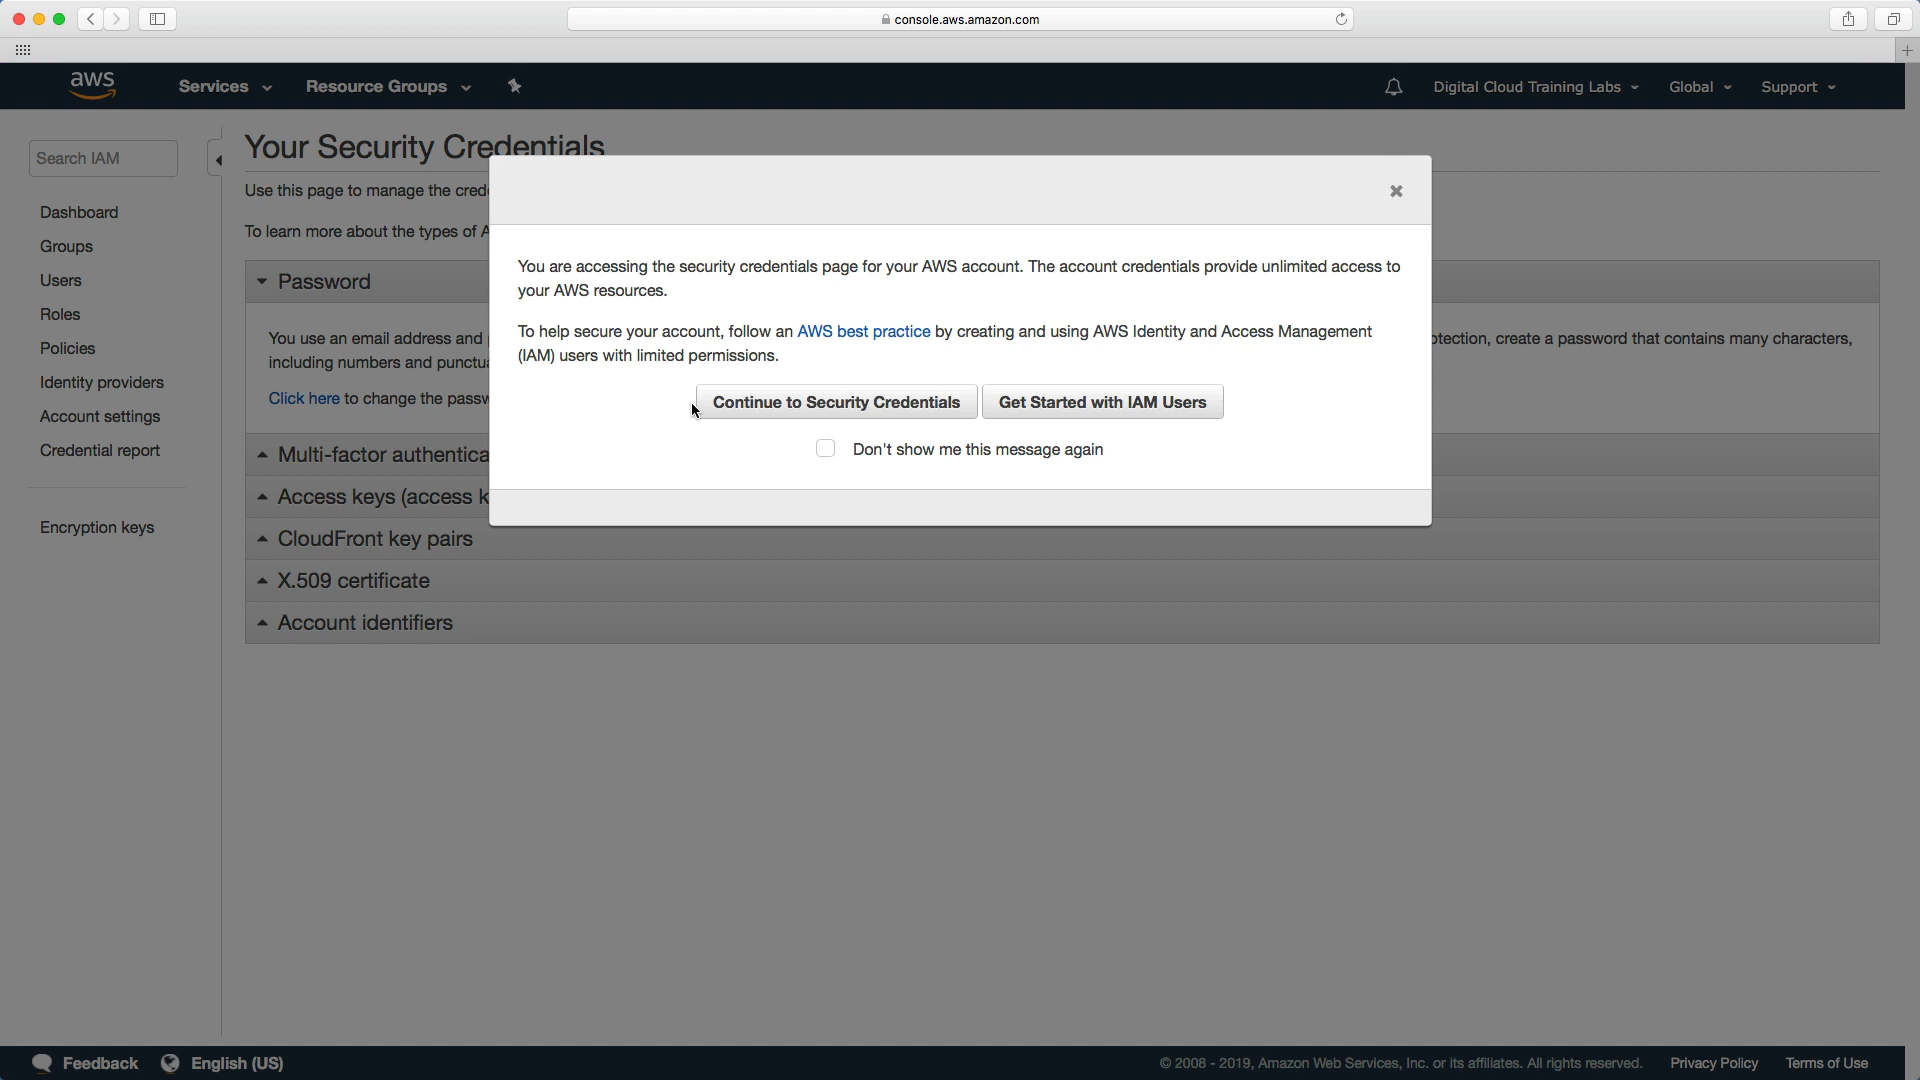 console.aws.amazon.com
aws Services Resource Groups Digital Cloud Training Labs Global Support
Search IAM
Dashboard
Groups
Users
Roles
Policies
Identity providers
Account settings
Credential report
Encryption keys
Your Security Credentials
Use this page to manage the cred
To learn more about the types of A
Password
You use an email address and
otection, create a password that contains many characters,
including numbers and punctua
Click here to change the passw
Multi-factor authentica
Access keys (access k
CloudFront key pairs
X.509 certificate
Account identifiers
You are accessing the security credentials page for your AWS account. The account credentials provide unlimited access to
your AWS resources.
To help secure your account, follow an AWS best practice by creating and using AWS Identity and Access Management
(IAM) users with limited permissions.
Continue to Security Credentials Get Started with IAM Users
Don't show me this message again
Feedback English (US) © 2008 - 2019, Amazon Web Services, Inc. or its affiliates. All rights reserved. Privacy Policy Terms of Use